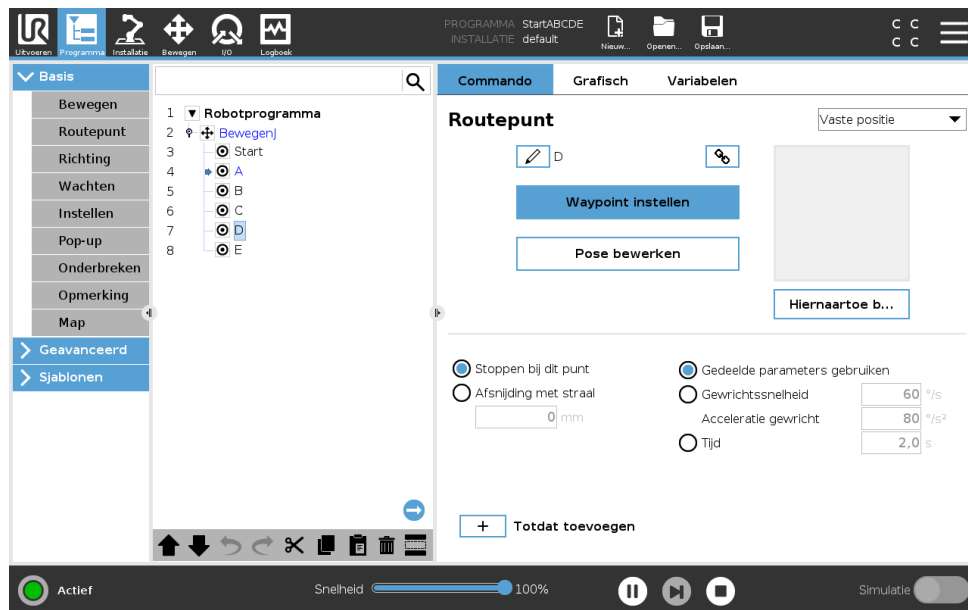 UR
PROGRAMMA StartABCDE
INSTALLATIE default
Uitvoeren Programma Installatie Bewegen I/O Logboek Nieuw... Openen... Opslaan...
C C
C C
Basis
Bewegen
Routepunt
Richting
Wachten
Instellen
Pop-up
Onderbreken
Opmerking
Map
Geavanceerd
Sjablonen
1 Robotprogramma
2 BewegenJ
3 Start
4 A
5 B
6 C
7 D
8 E
Commando Grafisch Variabelen
Routepunt Vaste positie
D
Waypoint instellen
Pose bewerken
Hiernaartoe b...
Stoppen bij dit punt
Afsnijding met straal
0 mm
Gedeelde parameters gebruiken
Gewrichtssnelheid 60 °/s
Acceleratie gewricht 80 °/s²
Tijd 2,0 s
+ Totdat toevoegen
Actief Snelheid 100% Simulatie